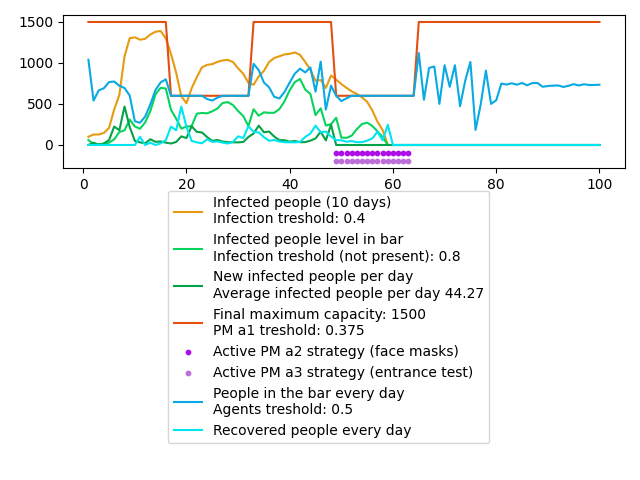 1500
1000
500
0
0 20 40 60 80 100
Infected people (10 days)
Infection treshold: 0.4
Infected people level in bar
Infection treshold (not present): 0.8
New infected people per day
Average infected people per day 44.27
Final maximum capacity: 1500
PM a1 treshold: 0.375
Active PM a2 strategy (face masks)
Active PM a3 strategy (entrance test)
People in the bar every day
Agents treshold: 0.5
Recovered people every day